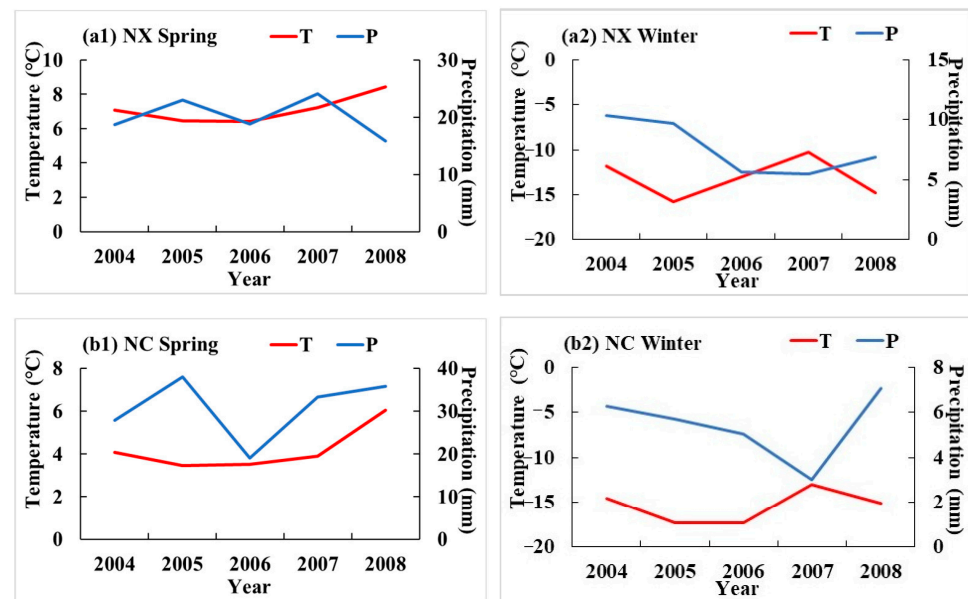 (a1) NX Spring T P
Temperature (℃)
10
8
6
4
2
0
30
20
10
0
Precipitation (mm)
2004 2005 2006 2007 2008
Year
(a2) NX Winter T P
Temperature (℃)
0
−5
−10
−15
−20
15
10
5
0
Precipitation (mm)
2004 2005 2006 2007 2008
Year
(b1) NC Spring T P
Temperature (℃)
8
6
4
2
0
40
30
20
10
0
Precipitation (mm)
2004 2005 2006 2007 2008
Year
(b2) NC Winter T P
Temperature (℃)
0
−5
−10
−15
−20
8
6
4
2
0
Precipitation (mm)
2004 2005 2006 2007 2008
Year